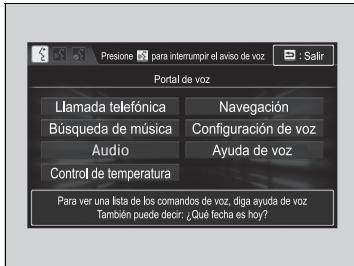 Presione para interrumpir el aviso de voz
: Salir
Portal de voz
Llamada telefónica
Navegación
Búsqueda de música
Configuración de voz
Audio
Ayuda de voz
Control de temperatura
Para ver una lista de los comandos de voz, diga ayuda de voz
También puede decir: ¿Qué fecha es hoy?